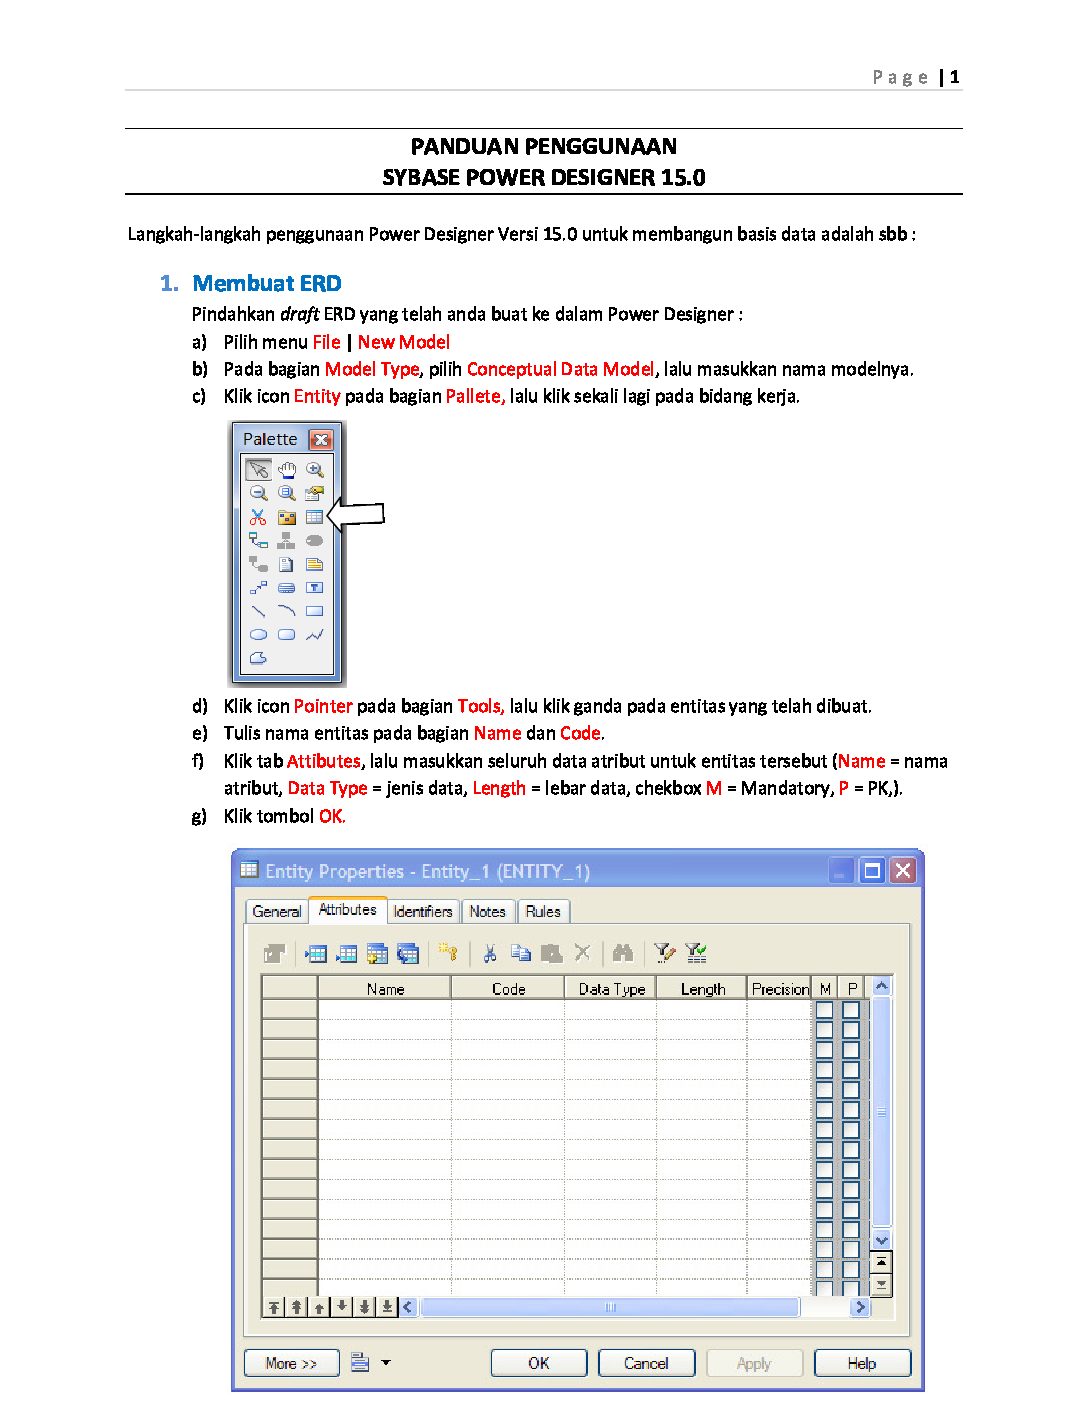 Page | 1
PANDUAN PENGGUNAAN
SYBASE POWER DESIGNER 15.0
Langkah-langkah penggunaan Power Designer Versi 15.0 untuk membangun basis data adalah sbb :
1. Membuat ERD
Pindahkan draft ERD yang telah anda buat ke dalam Power Designer :
a) Pilih menu File | New Model
b) Pada bagian Model Type, pilih Conceptual Data Model, lalu masukkan nama modelnya.
c) Klik icon Entity pada bagian Pallete, lalu klik sekali lagi pada bidang kerja.
Palette
d) Klik icon Pointer pada bagian Tools, lalu klik ganda pada entitas yang telah dibuat.
e) Tulis nama entitas pada bagian Name dan Code.
f) Klik tab Attibutes, lalu masukkan seluruh data atribut untuk entitas tersebut (Name = nama
atribut, Data Type = jenis data, Length = lebar data, chekbox M = Mandatory, P = PK,).
g) Klik tombol OK.
Entity Properties - Entity_1 (ENTITY_1)
General Attributes Identifiers Notes Rules
Name Code Data Type Length Precision M P
More >> OK Cancel Apply Help